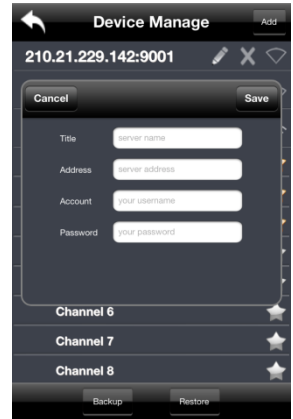 Device Manage Add
210.21.229.142:9001
Cancel Save
Title server name
Address server address
Account your username
Password your password
Channel 6
Channel 7
Channel 8
Backup Restore